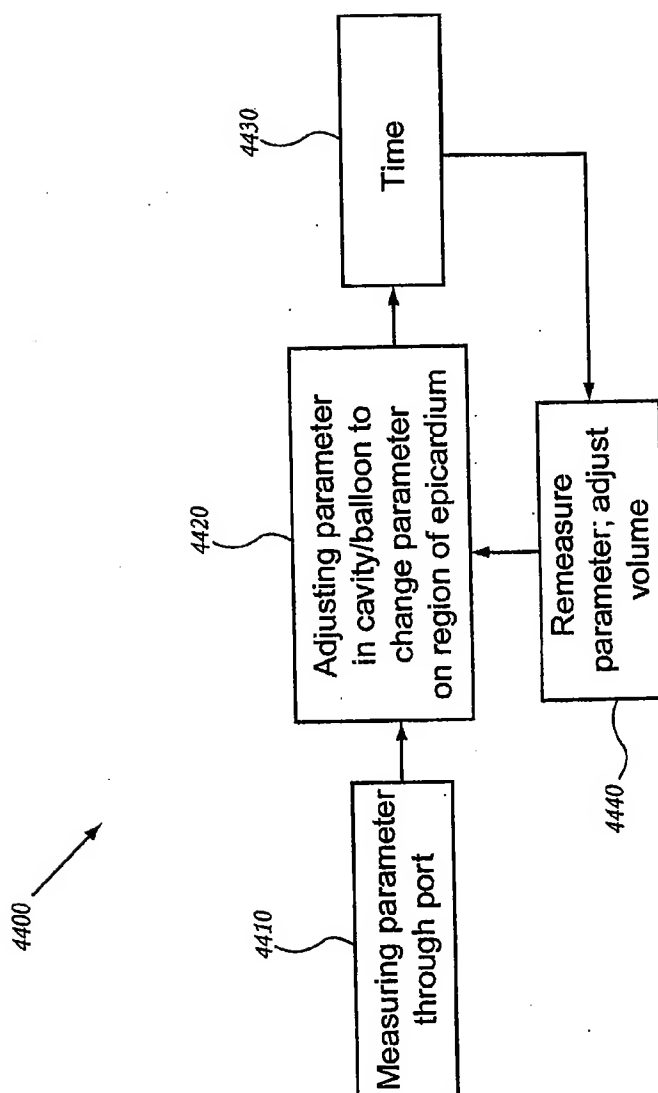 4400
4410
Measuring parameter
through port
4420
Adjusting parameter
in cavity/balloon to
change parameter
on region of epicardium
4430
Time
Remeasure
parameter; adjust
volume
4440